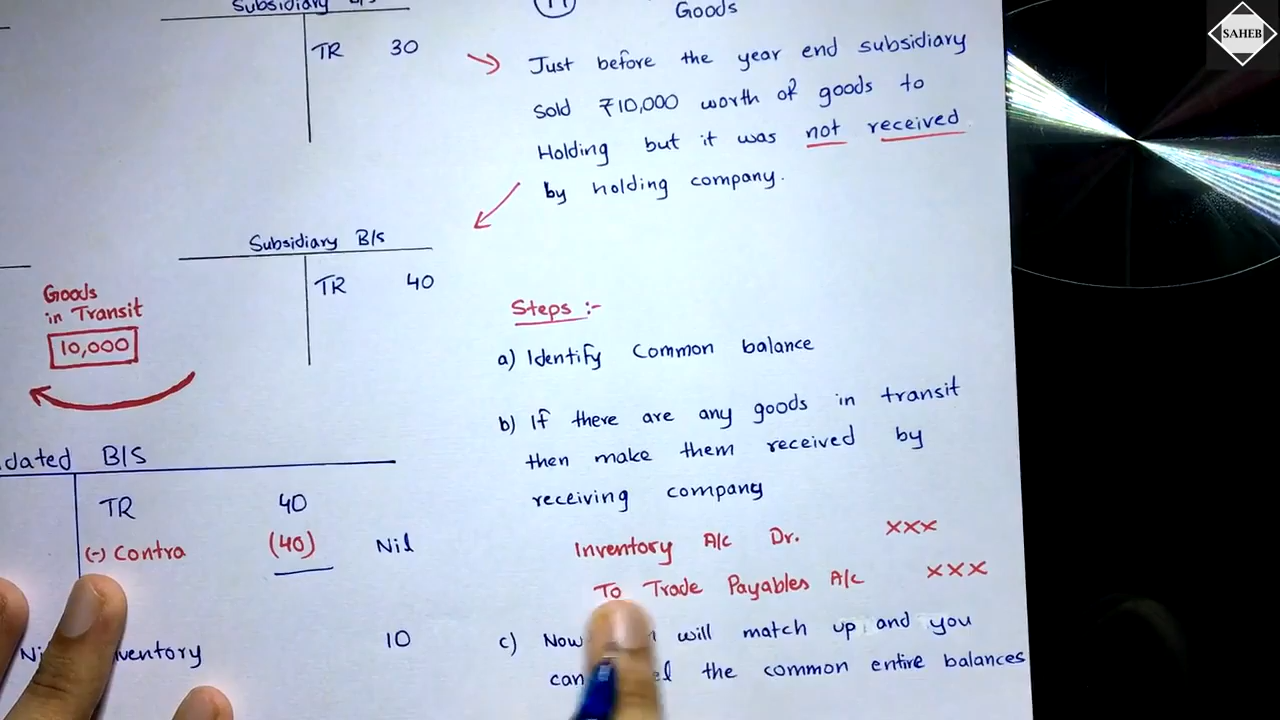 Subsidiary B/s
TR 30
Goods
Just before the year end subsidiary
sold ₹10,000 worth of goods to
Holding but it was not received
by holding company.
Subsidiary B/s
TR 40
Goods
in Transit
10,000
Steps :-
a) Identify Common balance
b) If there are any goods in transit
then make them received by
receiving company
Inventory A/c Dr. xxx
To Trade Payables A/c xxx
c) Now will match up and you
the common entire balances
dated B/s
TR 40
(-) Contra (40) Nil
ventory 10
SAHEB